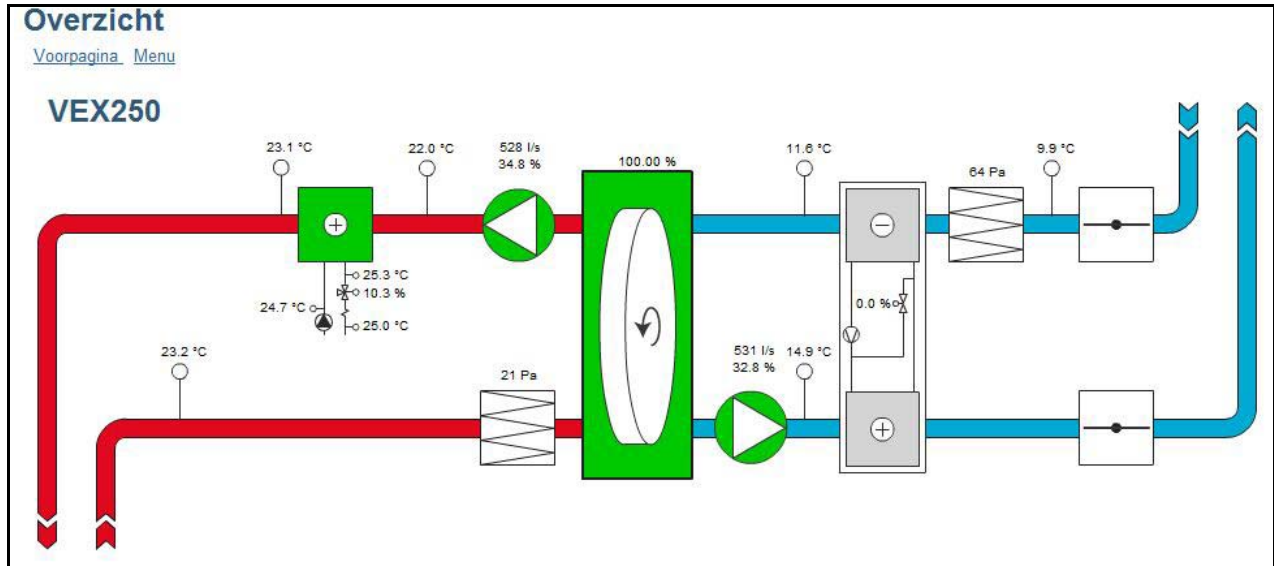 Overzicht
Voorpagina Menu
VEX250
23.1 °C
22.0 °C
528 l/s
34.8 %
100.00 %
11.6 °C
64 Pa
9.9 °C
25.3 °C
10.3 %
24.7 °C
25.0 °C
0.0 %
23.2 °C
21 Pa
531 l/s
32.8 %
14.9 °C